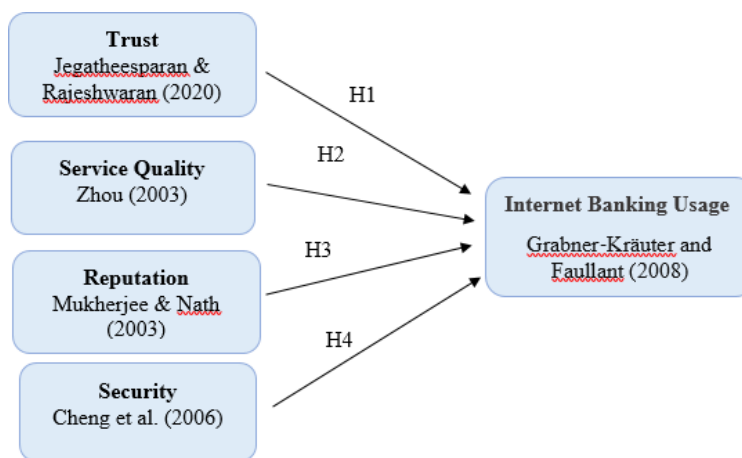 Trust
Jegatheesparan &
Rajeshwaran (2020)
H1
Service Quality
Zhou (2003)
H2
Internet Banking Usage
Grabner-Kräuter and
Faullant (2008)
Reputation
Mukherjee & Nath
(2003)
H3
Security
Cheng et al. (2006)
H4